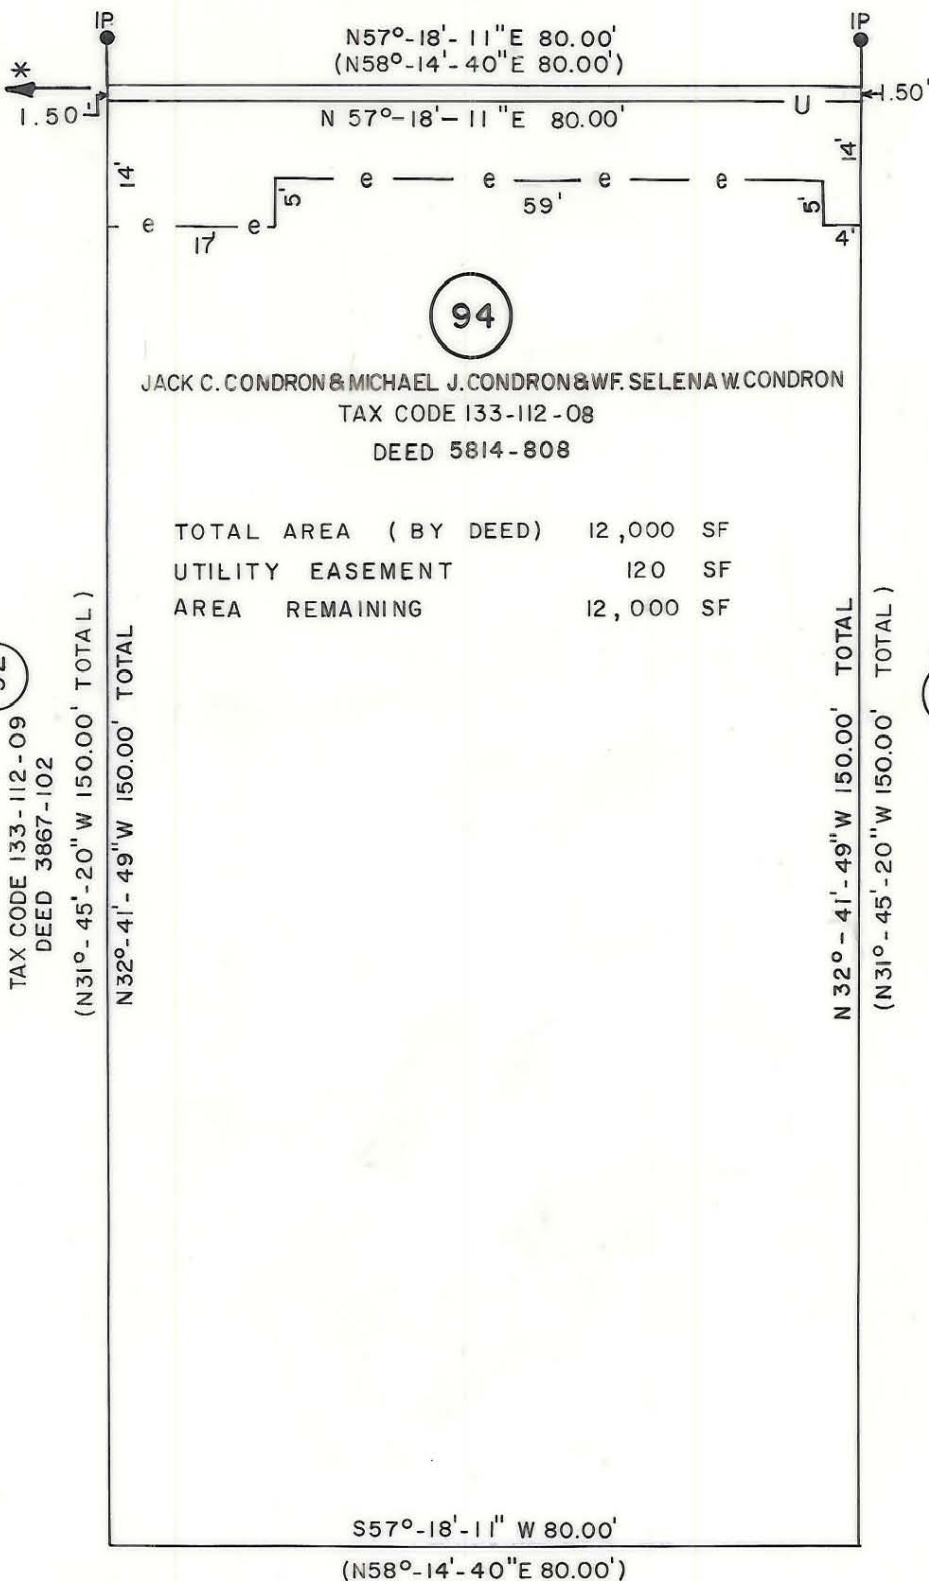 IP
IP
N57°-18'-11"E 80.00'
(N58°-14'-40"E 80.00')
*
1.50'
1.50'
U
N 57°-18'-11"E 80.00'
14'
14'
e e e e
5'
59'
5'
e e
17'
4'
94
JACK C. CONDRON & MICHAEL J. CONDRON & WF. SELENA W. CONDRON
TAX CODE 133-112-08
DEED 5814-808
TOTAL AREA (BY DEED) 12,000 SF
UTILITY EASEMENT 120 SF
AREA REMAINING 12,000 SF
TAX CODE 133-112-09
DEED 3867-102
(N31°-45'-20"W 150.00' TOTAL)
N32°-41'-49"W 150.00' TOTAL
N 32°-41'-49"W 150.00' TOTAL
(N31°-45'-20"W 150.00' TOTAL)
S57°-18'-11" W 80.00'
(N58°-14'-40"E 80.00')